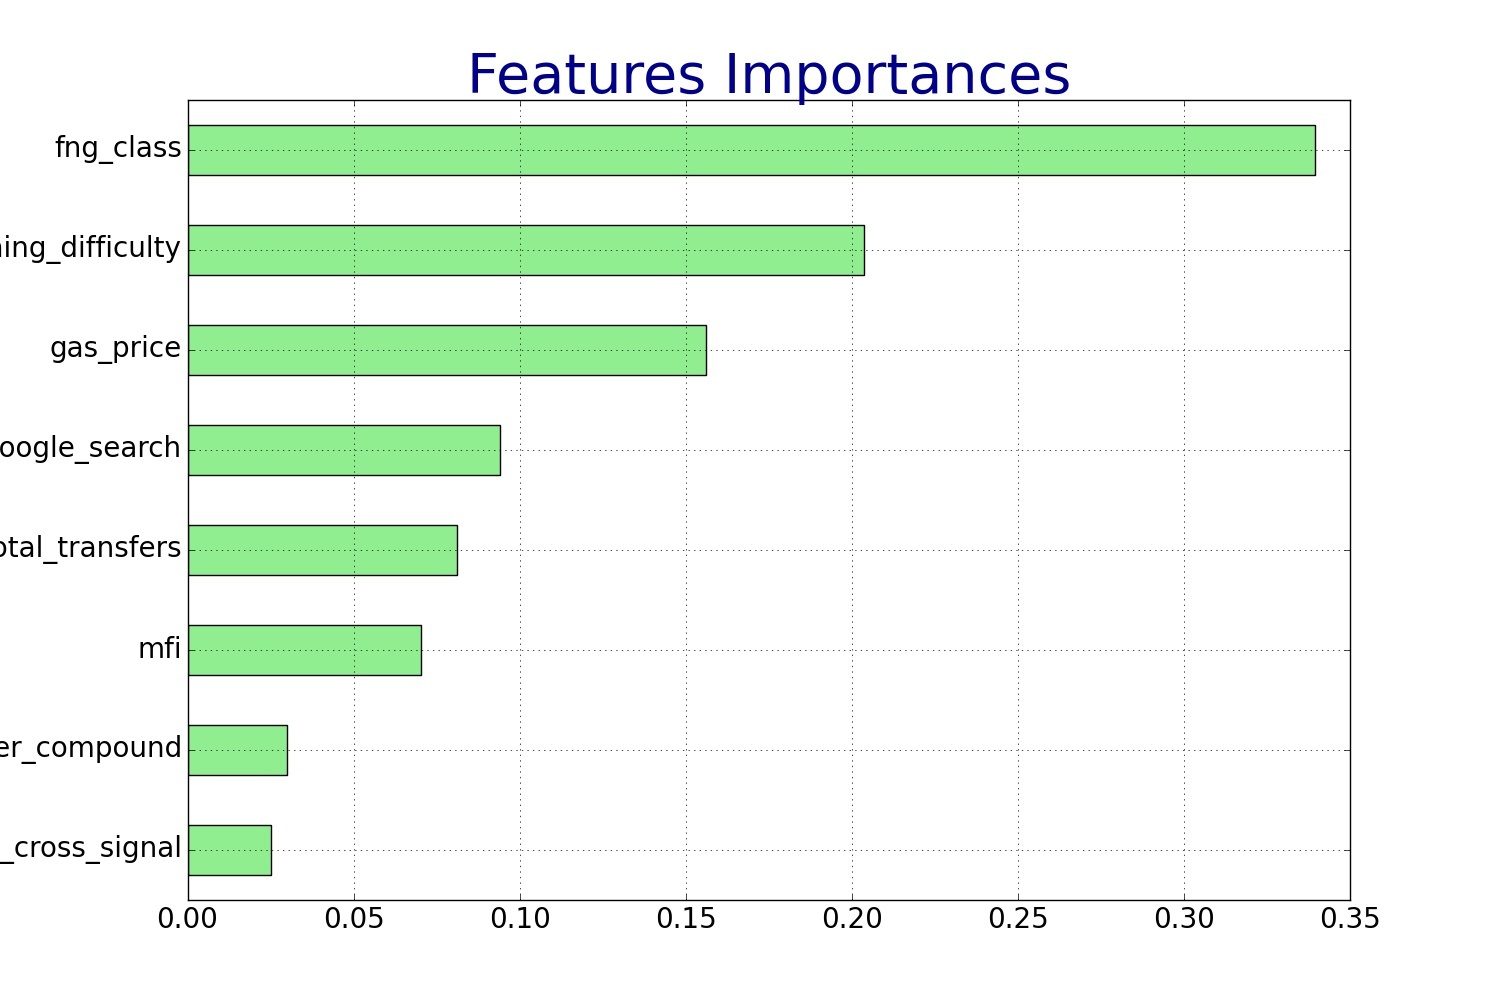 Features Importances
fng_class
ning_difficulty
gas_price
oogle_search
otal_transfers
mfi
er_compound
_cross_signal
0.00 0.05 0.10 0.15 0.20 0.25 0.30 0.35